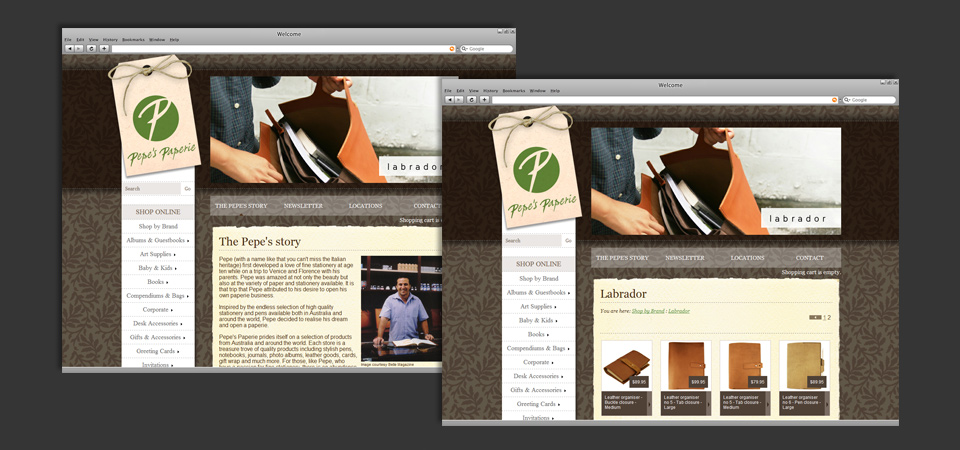 Welcome
File Edit View History Bookmarks Window Help
Google
Pepe's Paperie
labrador
Search Go
THE PEPE'S STORY NEWSLETTER LOCATIONS CONTACT
Shopping cart is
SHOP ONLINE
Shop by Brand
Albums & Guestbooks
Art Supplies
Baby & Kids
Books
Compendiums & Bags
Corporate
Desk Accessories
Gifts & Accessories
Greeting Cards
Invitations
The Pepe's story
Pepe (with a name like that you can't miss the Italian
heritage) first developed a love of fine stationery at age
ten while on a trip to Venice and Florence with his
parents. Pepe was amazed at not only the beauty but
also at the variety of paper and stationery available. It is
that trip that Pepe attributed to his desire to open his
own paperie business.
Inspired by the endless selection of high quality
stationery and pens available both in Australia and
around the world, Pepe decided to realise his dream
and open a paperie.
Pepe's Paperie prides itself on a selection of products
from Australia and around the world. Each store is a
treasure trove of quality products including stylish pens,
notebooks, journals, photo albums, leather goods, cards,
gift wrap and much more. For those, like Pepe, who
Image courtesy Belle Magazine
Welcome
File Edit View History Bookmarks Window Help
Google
Pepe's Paperie
labrador
Search Go
THE PEPE'S STORY NEWSLETTER LOCATIONS CONTACT
Shopping cart is empty.
SHOP ONLINE
Shop by Brand
Albums & Guestbooks
Art Supplies
Baby & Kids
Books
Compendiums & Bags
Corporate
Desk Accessories
Gifts & Accessories
Greeting Cards
Invitations
Labrador
You are here: Shop by Brand : Labrador
1 2
$89.95 $99.95 $79.95 $99.95
Leather organiser - Buckle closure - Medium
Leather organiser no 5 - Tab closure - Large
Leather organiser no 5 - Tab closure - Medium
Leather organiser no 6 - Pen closure - Large